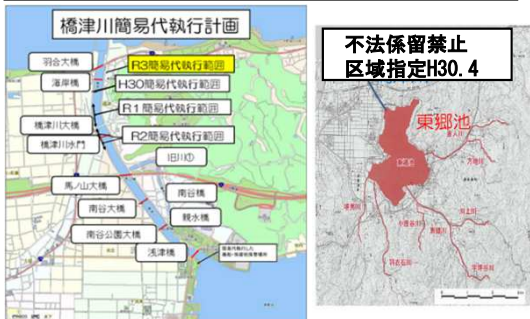 橋津川簡易代執行計画
羽合大橋
R3簡易代執行範囲
海岸橋
H30簡易代執行範囲
R1簡易代執行範囲
橋津川大橋
R2簡易代執行範囲
橋津川水門
旧川①
馬ノ山大橋
南谷橋
南谷大橋
親水橋
南谷公園大橋
浅津橋
不法係留禁止
区域指定H30.4
東郷池
東郷池